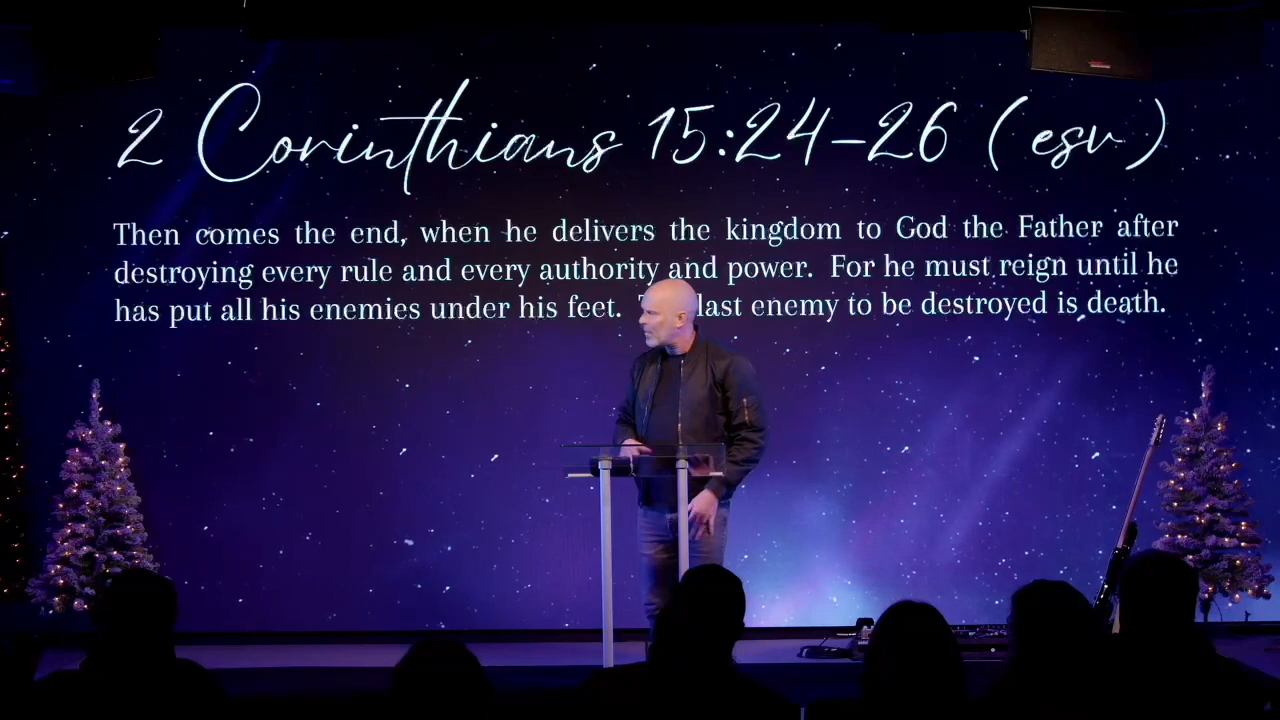 2 Corinthians 15:24-26 (esv)
Then comes the end, when he delivers the kingdom to God the Father after
destroying every rule and every authority and power. For he must reign until he
has put all his enemies under his feet. last enemy to be destroyed is death.